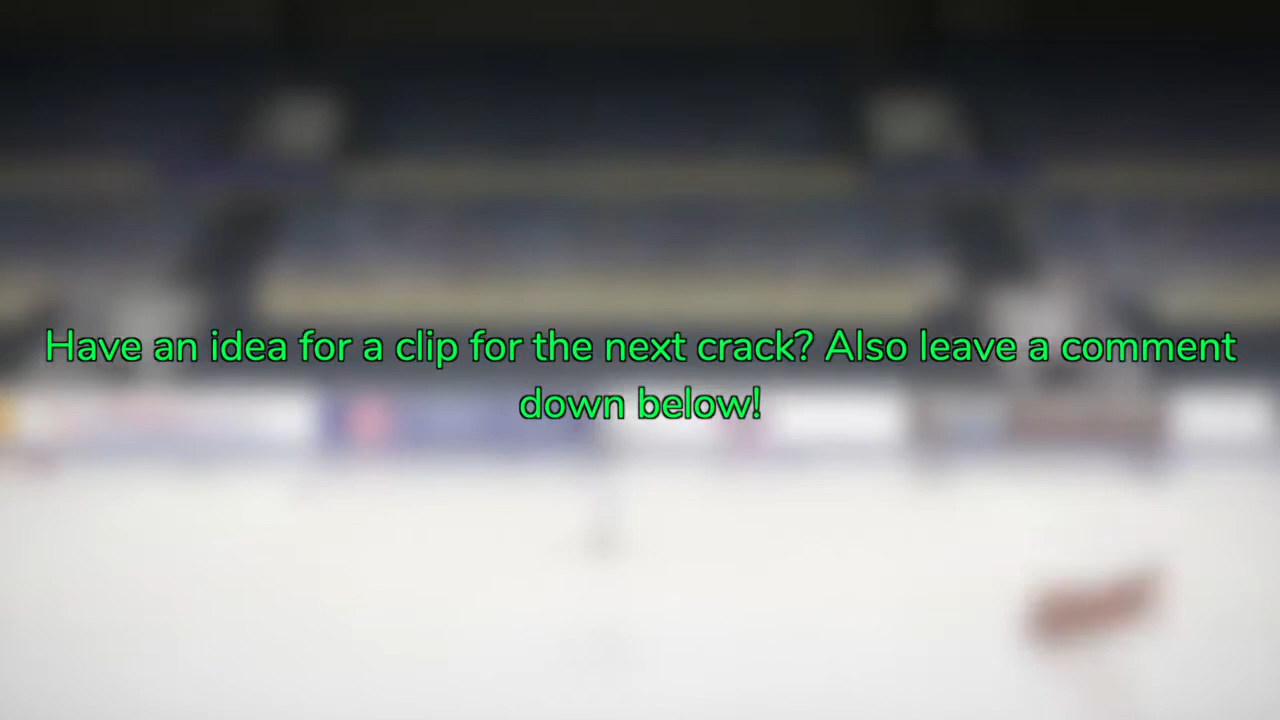 Have an idea for a clip for the next crack? Also leave a comment
down below!